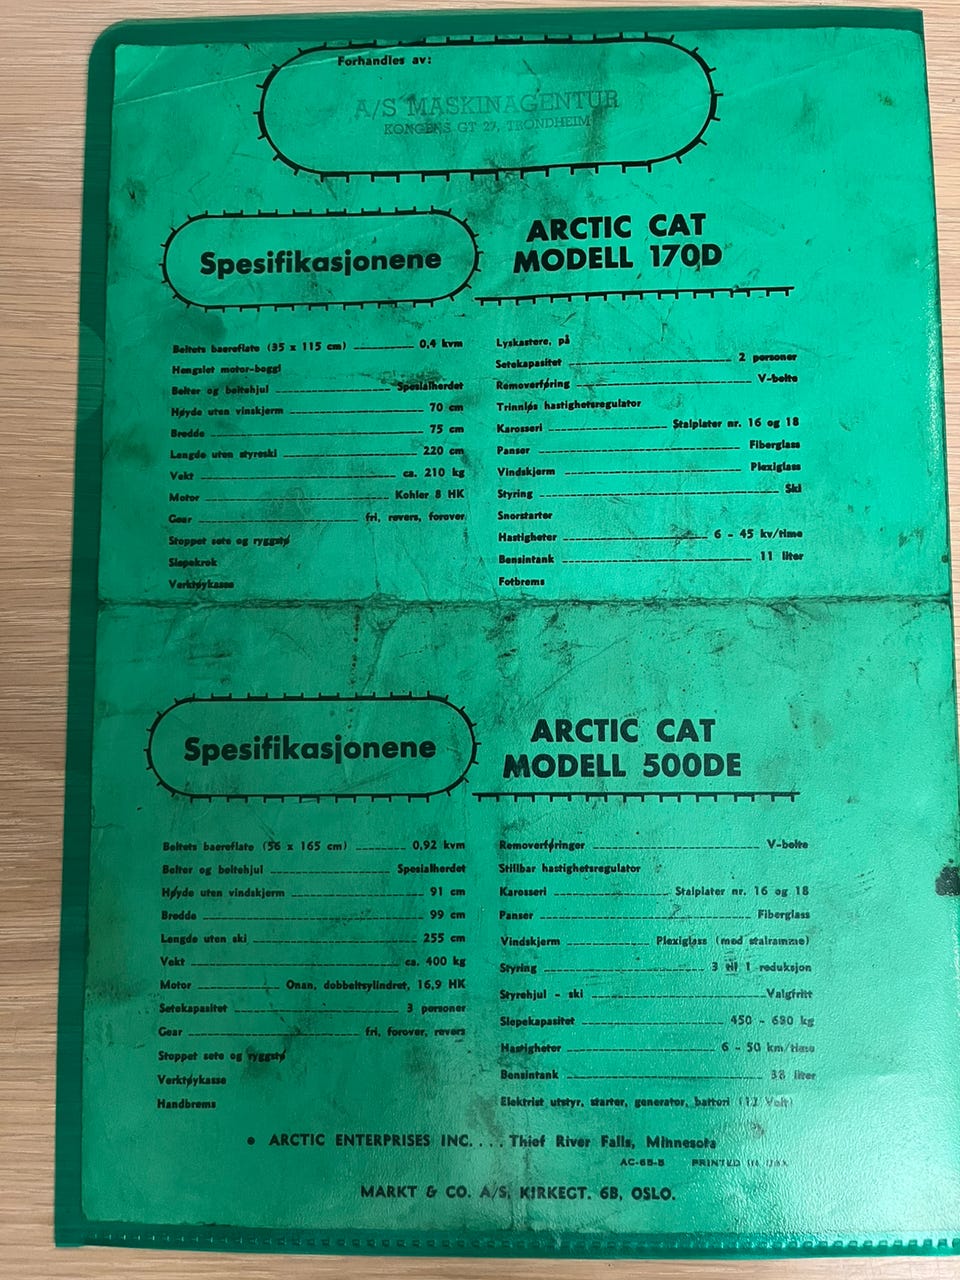 Forhandles av:
A/S MASKINAGENTUR
KONGENS GT 27, TRONDHEIM
Spesifikasjonene
ARCTIC CAT
MODELL 170D
Beltets baereflate (35 x 115 cm) 0,4 kvm
Hengslet motor-boggi
Belter og beltehjul Spesialherdet
Høyde uten vinskjerm 70 cm
Bredde 75 cm
Lengde uten styreski 220 cm
Vekt ca. 210 kg
Motor Kohler 8 HK
Gear fri, revers, forover
Stoppet sete og ryggstø
Slepekrok
Verktøykasse
Lyskastere, på
Setekapasitet 2 personer
Removerføring V-belte
Trinnløs hastighetsregulator
Karosseri Stalplater nr. 16 og 18
Panser Fiberglass
Vindskjerm Plexiglass
Styring Ski
Snorstarter
Hastigheter 6 - 45 kv/time
Bensintank 11 liter
Fotbrems
Spesifikasjonene
ARCTIC CAT
MODELL 500DE
Beltets baereflate (56 x 165 cm) 0,92 kvm
Belter og beltehjul Spesialherdet
Høyde uten vindskjerm 91 cm
Bredde 99 cm
Lengde uten ski 255 cm
Vekt ca. 400 kg
Motor Onan, dobbeltsylindret, 16,9 HK
Setekapasitet 3 personer
Gear fri, forover, revers
Stoppet sete og ryggstø
Verktøykasse
Handbrems
Removerføringer V-belte
Stillbar hastighetsregulator
Karosseri Stalplater nr. 16 og 18
Panser Fiberglass
Vindskjerm Plexiglass (med stalramme)
Styring 3 til 1 reduksjon
Styrehjul - ski Valgfritt
Slepekapasitet 450 - 680 kg
Hastigheter 6 - 50 km/time
Bensintank 38 liter
Elektrist utstyr, starter, generator, batteri (12 Volt)
• ARCTIC ENTERPRISES INC. . . . Thief River Falls, Minnesota
AC-65-5 PRINTED IN USA
MARKT & CO. A/S, KIRKEGT. 6B, OSLO.